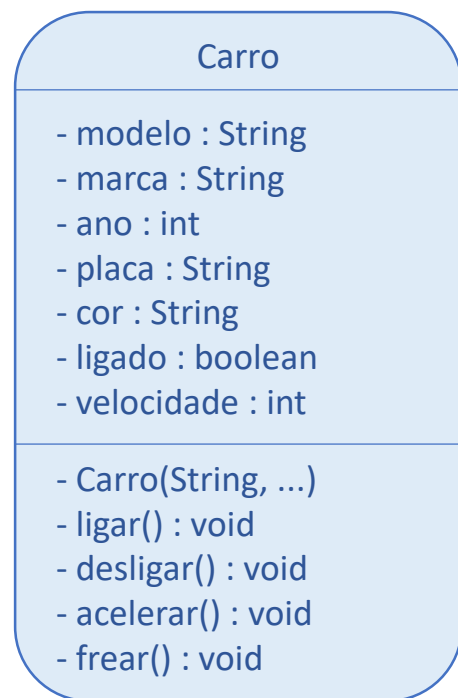 Carro
- modelo : String
- marca : String
- ano : int
- placa : String
- cor : String
- ligado : boolean
- velocidade : int
- Carro(String, ...)
- ligar() : void
- desligar() : void
- acelerar() : void
- frear() : void